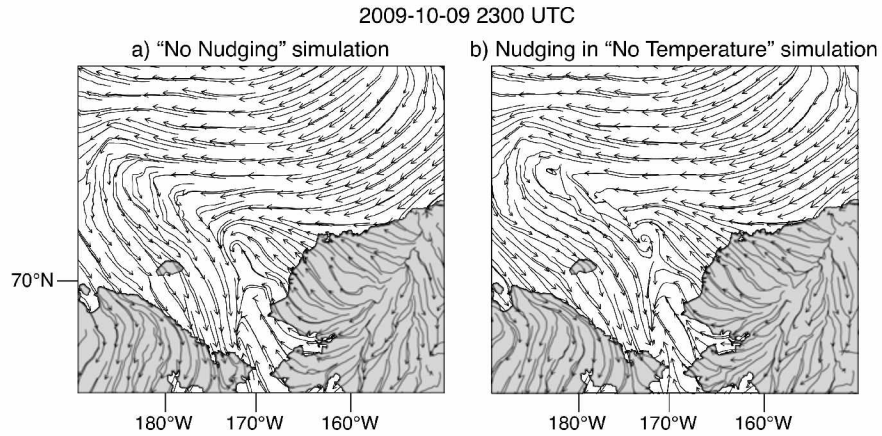 2009-10-09 2300 UTC
a) “No Nudging” simulation
b) Nudging in “No Temperature” simulation
70°N
180°W 170°W 160°W
180°W 170°W 160°W